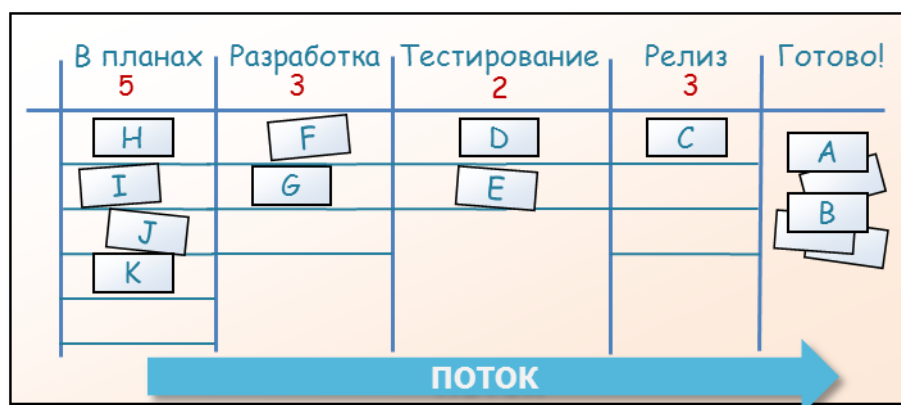 В планах Разработка Тестирование Релиз Готово!
5 3 2 3
H F D C A
I G E B
J
K
ПОТОК